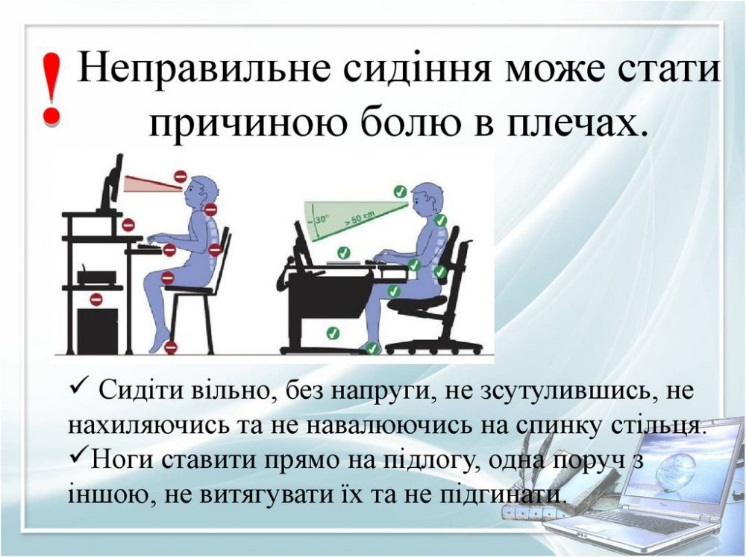 ! Неправильне сидіння може стати
причиною болю в плечах.
~30°
> 50 cm
✓ Сидіти вільно, без напруги, не зсутулившись, не
нахиляючись та не навалюючись на спинку стільця.
✓Ноги ставити прямо на підлогу, одна поруч з
іншою, не витягувати їх та не підгинати.